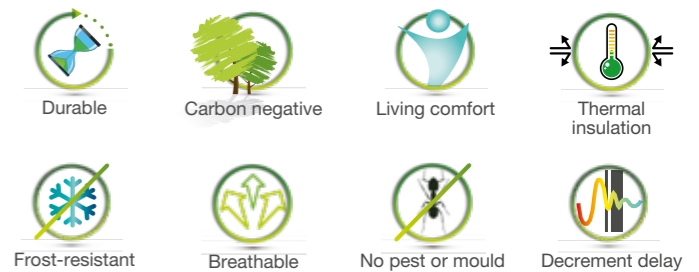 Durable
Carbon negative
Living comfort
Thermal
insulation
Frost-resistant
Breathable
No pest or mould
Decrement delay